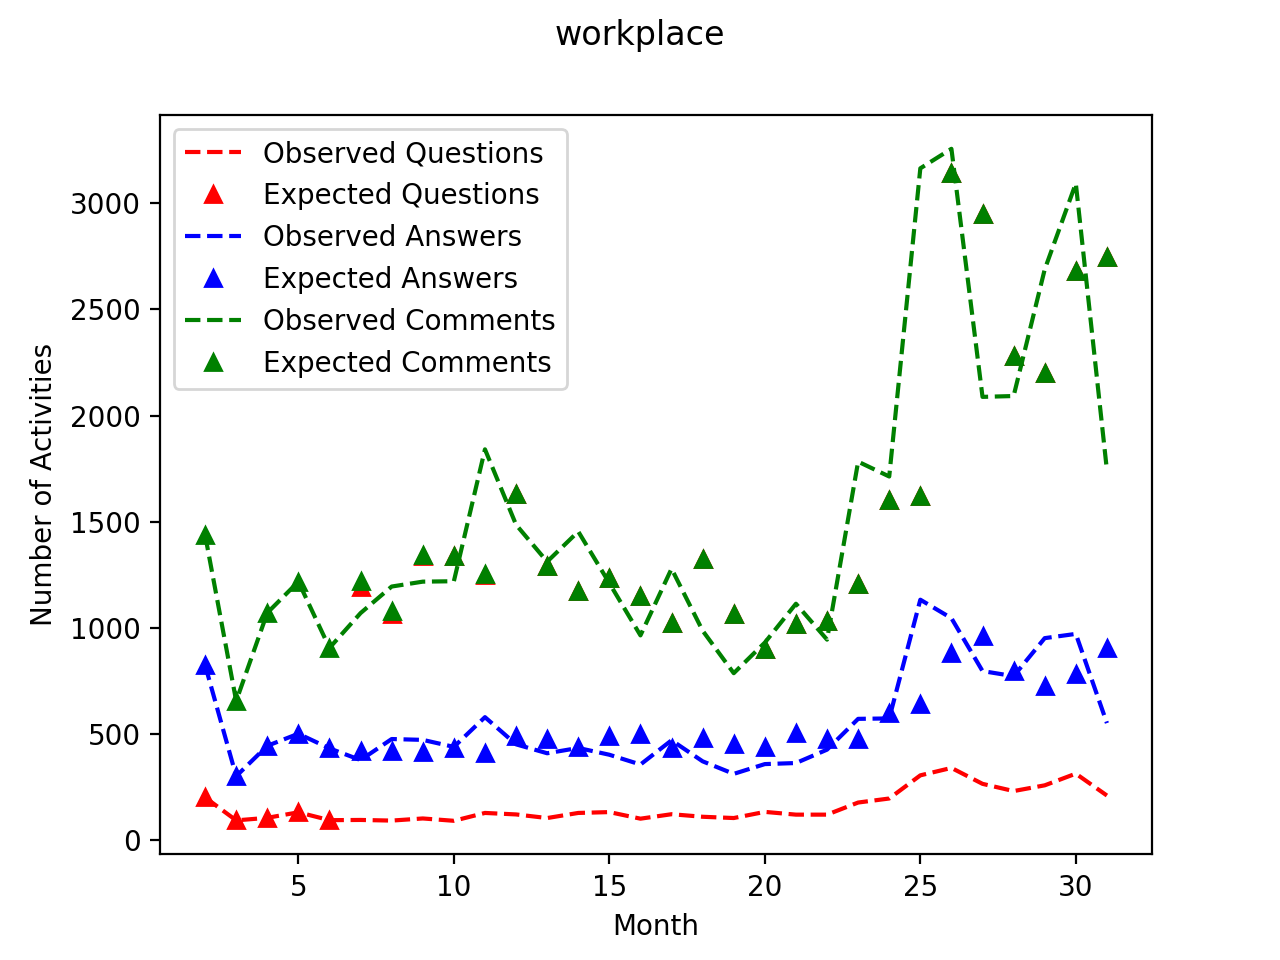 workplace
Observed Questions
Expected Questions
Observed Answers
Expected Answers
Observed Comments
Expected Comments
Number of Activities
3000
2500
2000
1500
1000
500
0
5 10 15 20 25 30
Month